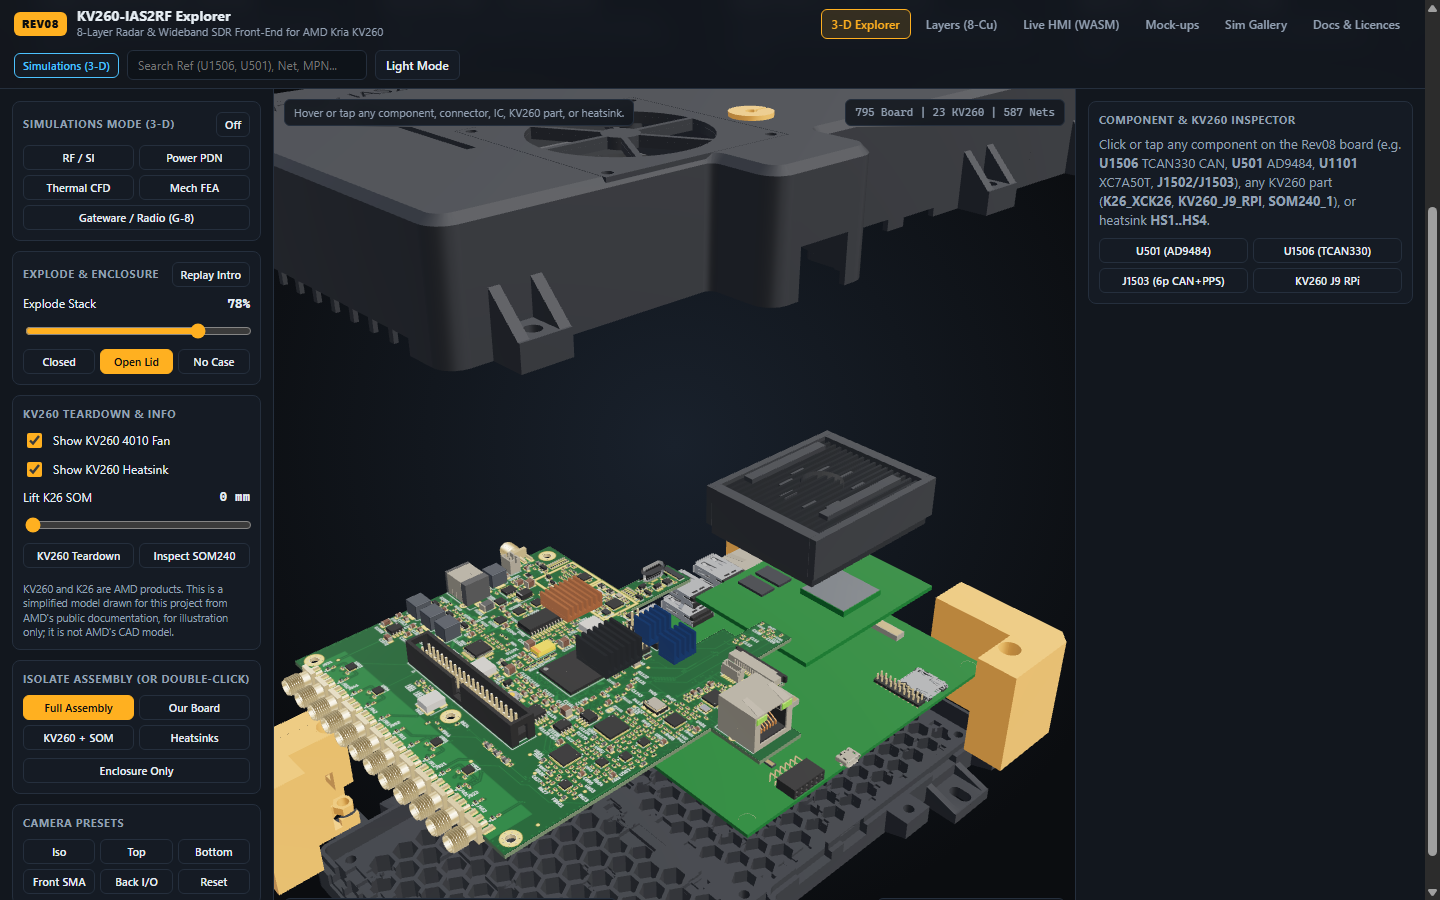 REV08
KV260-IAS2RF Explorer
8-Layer Radar & Wideband SDR Front-End for AMD Kria KV260
3-D Explorer
Layers (8-Cu)
Live HMI (WASM)
Mock-ups
Sim Gallery
Docs & Licences
Simulations (3-D)
Search Ref (U1506, U501), Net, MPN...
Light Mode
SIMULATIONS MODE (3-D)
Off
RF / SI
Power PDN
Thermal CFD
Mech FEA
Gateware / Radio (G-8)
EXPLODE & ENCLOSURE
Replay Intro
Explode Stack
78%
Closed
Open Lid
No Case
KV260 TEARDOWN & INFO
Show KV260 4010 Fan
Show KV260 Heatsink
Lift K26 SOM
0 mm
KV260 Teardown
Inspect SOM240
KV260 and K26 are AMD products. This is a
simplified model drawn for this project from
AMD's public documentation, for illustration
only; it is not AMD's CAD model.
ISOLATE ASSEMBLY (OR DOUBLE-CLICK)
Full Assembly
Our Board
KV260 + SOM
Heatsinks
Enclosure Only
CAMERA PRESETS
Iso
Top
Bottom
Front SMA
Back I/O
Reset
Hover or tap any component, connector, IC, KV260 part, or heatsink.
795 Board | 23 KV260 | 587 Nets
COMPONENT & KV260 INSPECTOR
Click or tap any component on the Rev08 board (e.g.
U1506 TCAN330 CAN, U501 AD9484, U1101
XC7A50T, J1502/J1503), any KV260 part
(K26_XCK26, KV260_J9_RPI, SOM240_1), or
heatsink HS1..HS4.
U501 (AD9484)
U1506 (TCAN330)
J1503 (6p CAN+PPS)
KV260 J9 RPi